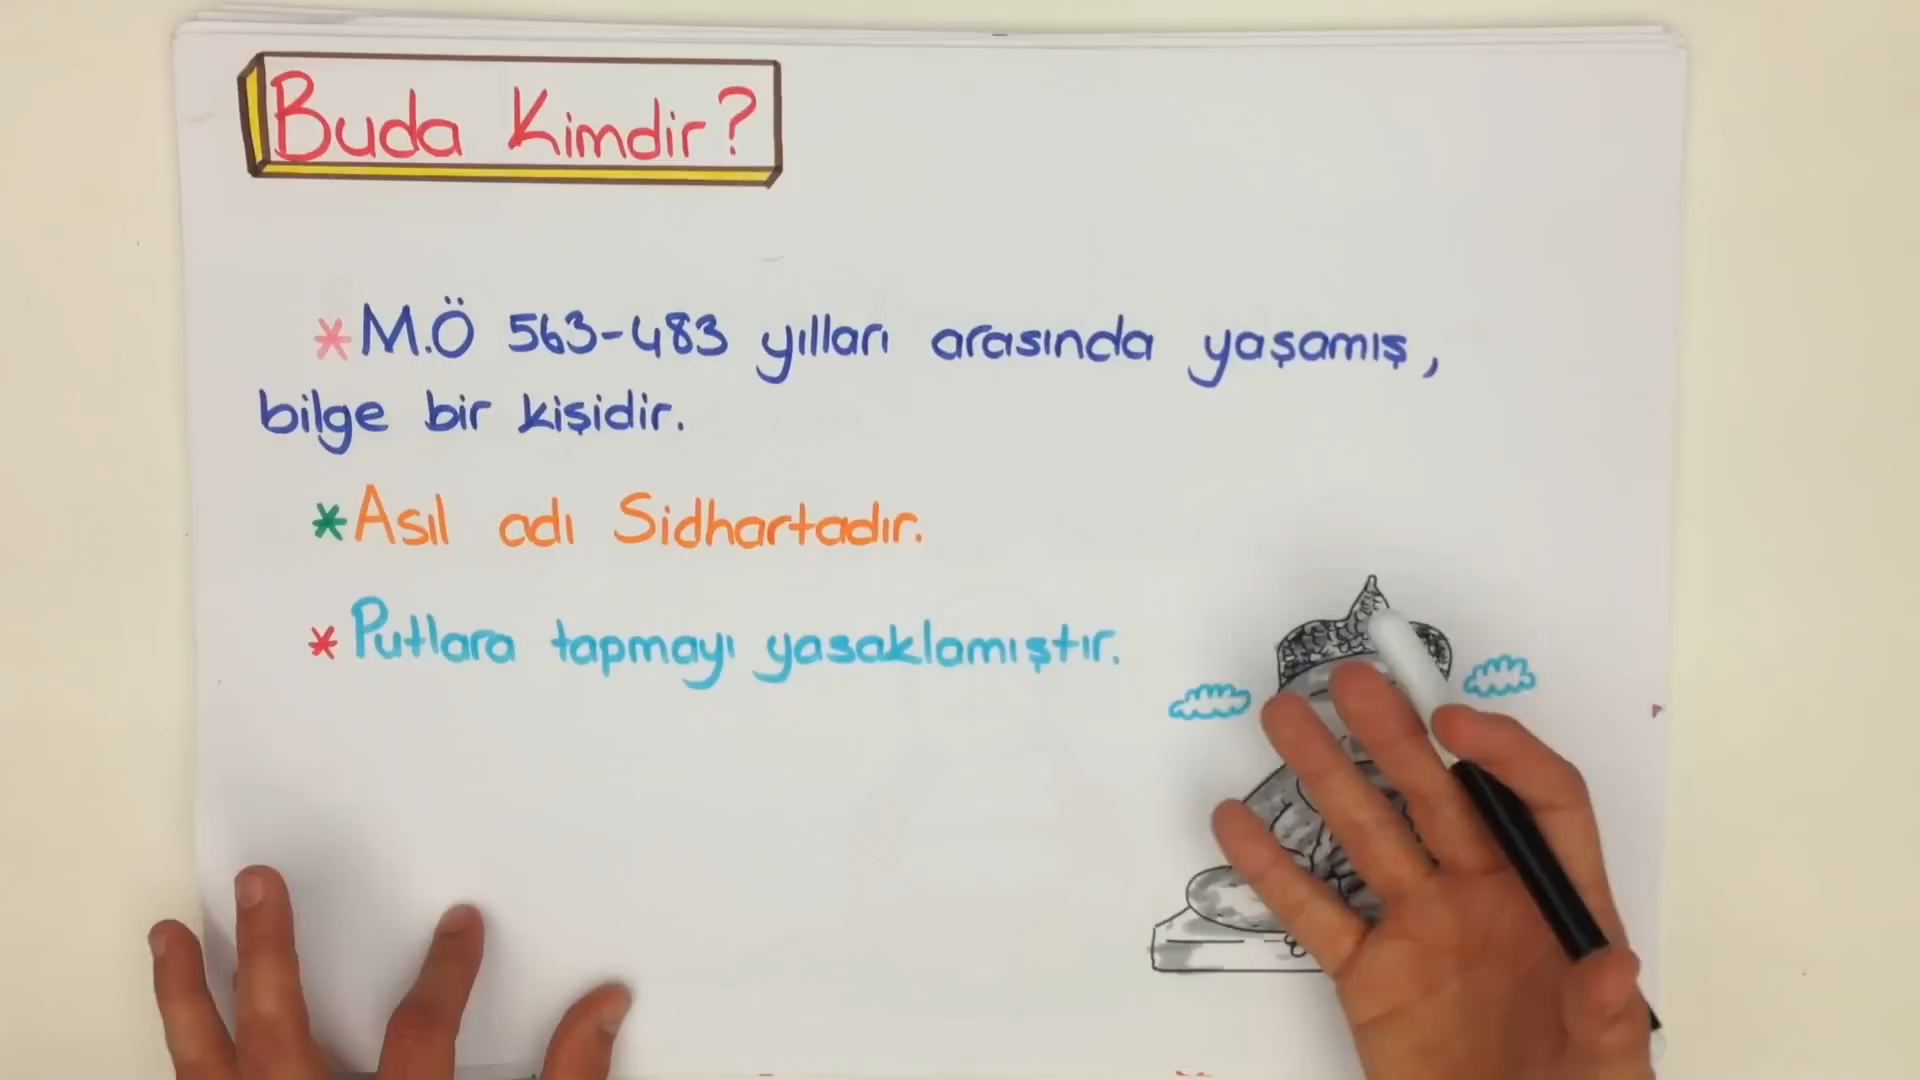 Buda Kimdir?
*M.Ö 563-483 yılları arasında yaşamış,
bilge bir kişidir.
*Asıl adı Sidhartadır.
*Putlara tapmayı yasaklamıştır.